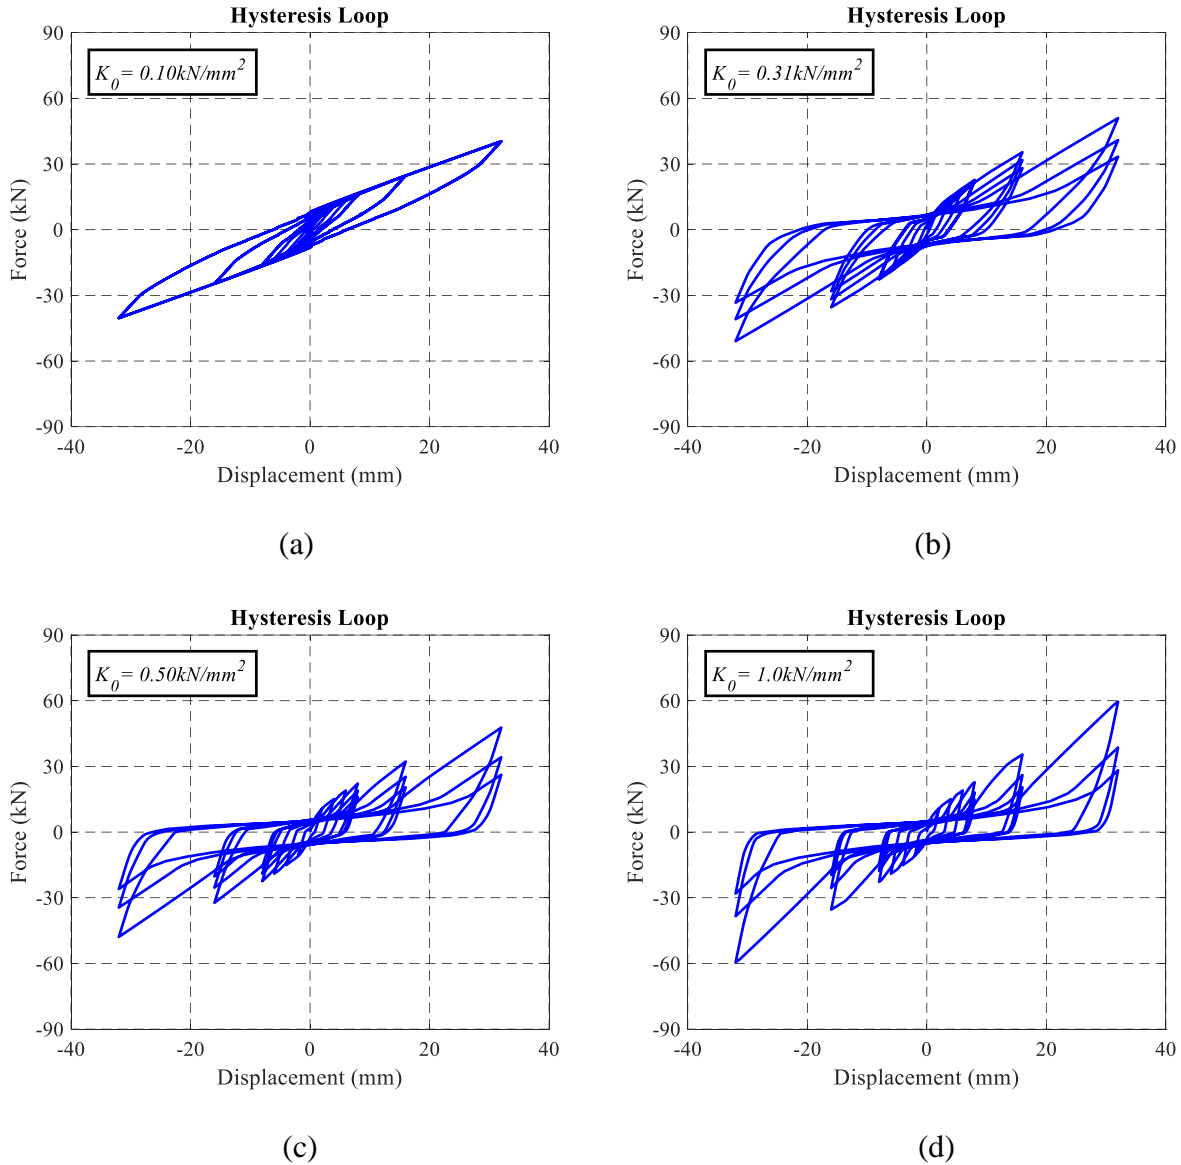 Hysteresis Loop
K0= 0.10kN/mm2
90
60
30
0
-30
-60
-90
Force (kN)
-40 -20 0 20 40
Displacement (mm)
(a)
Hysteresis Loop
K0= 0.31kN/mm2
90
60
30
0
-30
-60
-90
Force (kN)
-40 -20 0 20 40
Displacement (mm)
(b)
Hysteresis Loop
K0= 0.50kN/mm2
90
60
30
0
-30
-60
-90
Force (kN)
-40 -20 0 20 40
Displacement (mm)
(c)
Hysteresis Loop
K0= 1.0kN/mm2
90
60
30
0
-30
-60
-90
Force (kN)
-40 -20 0 20 40
Displacement (mm)
(d)